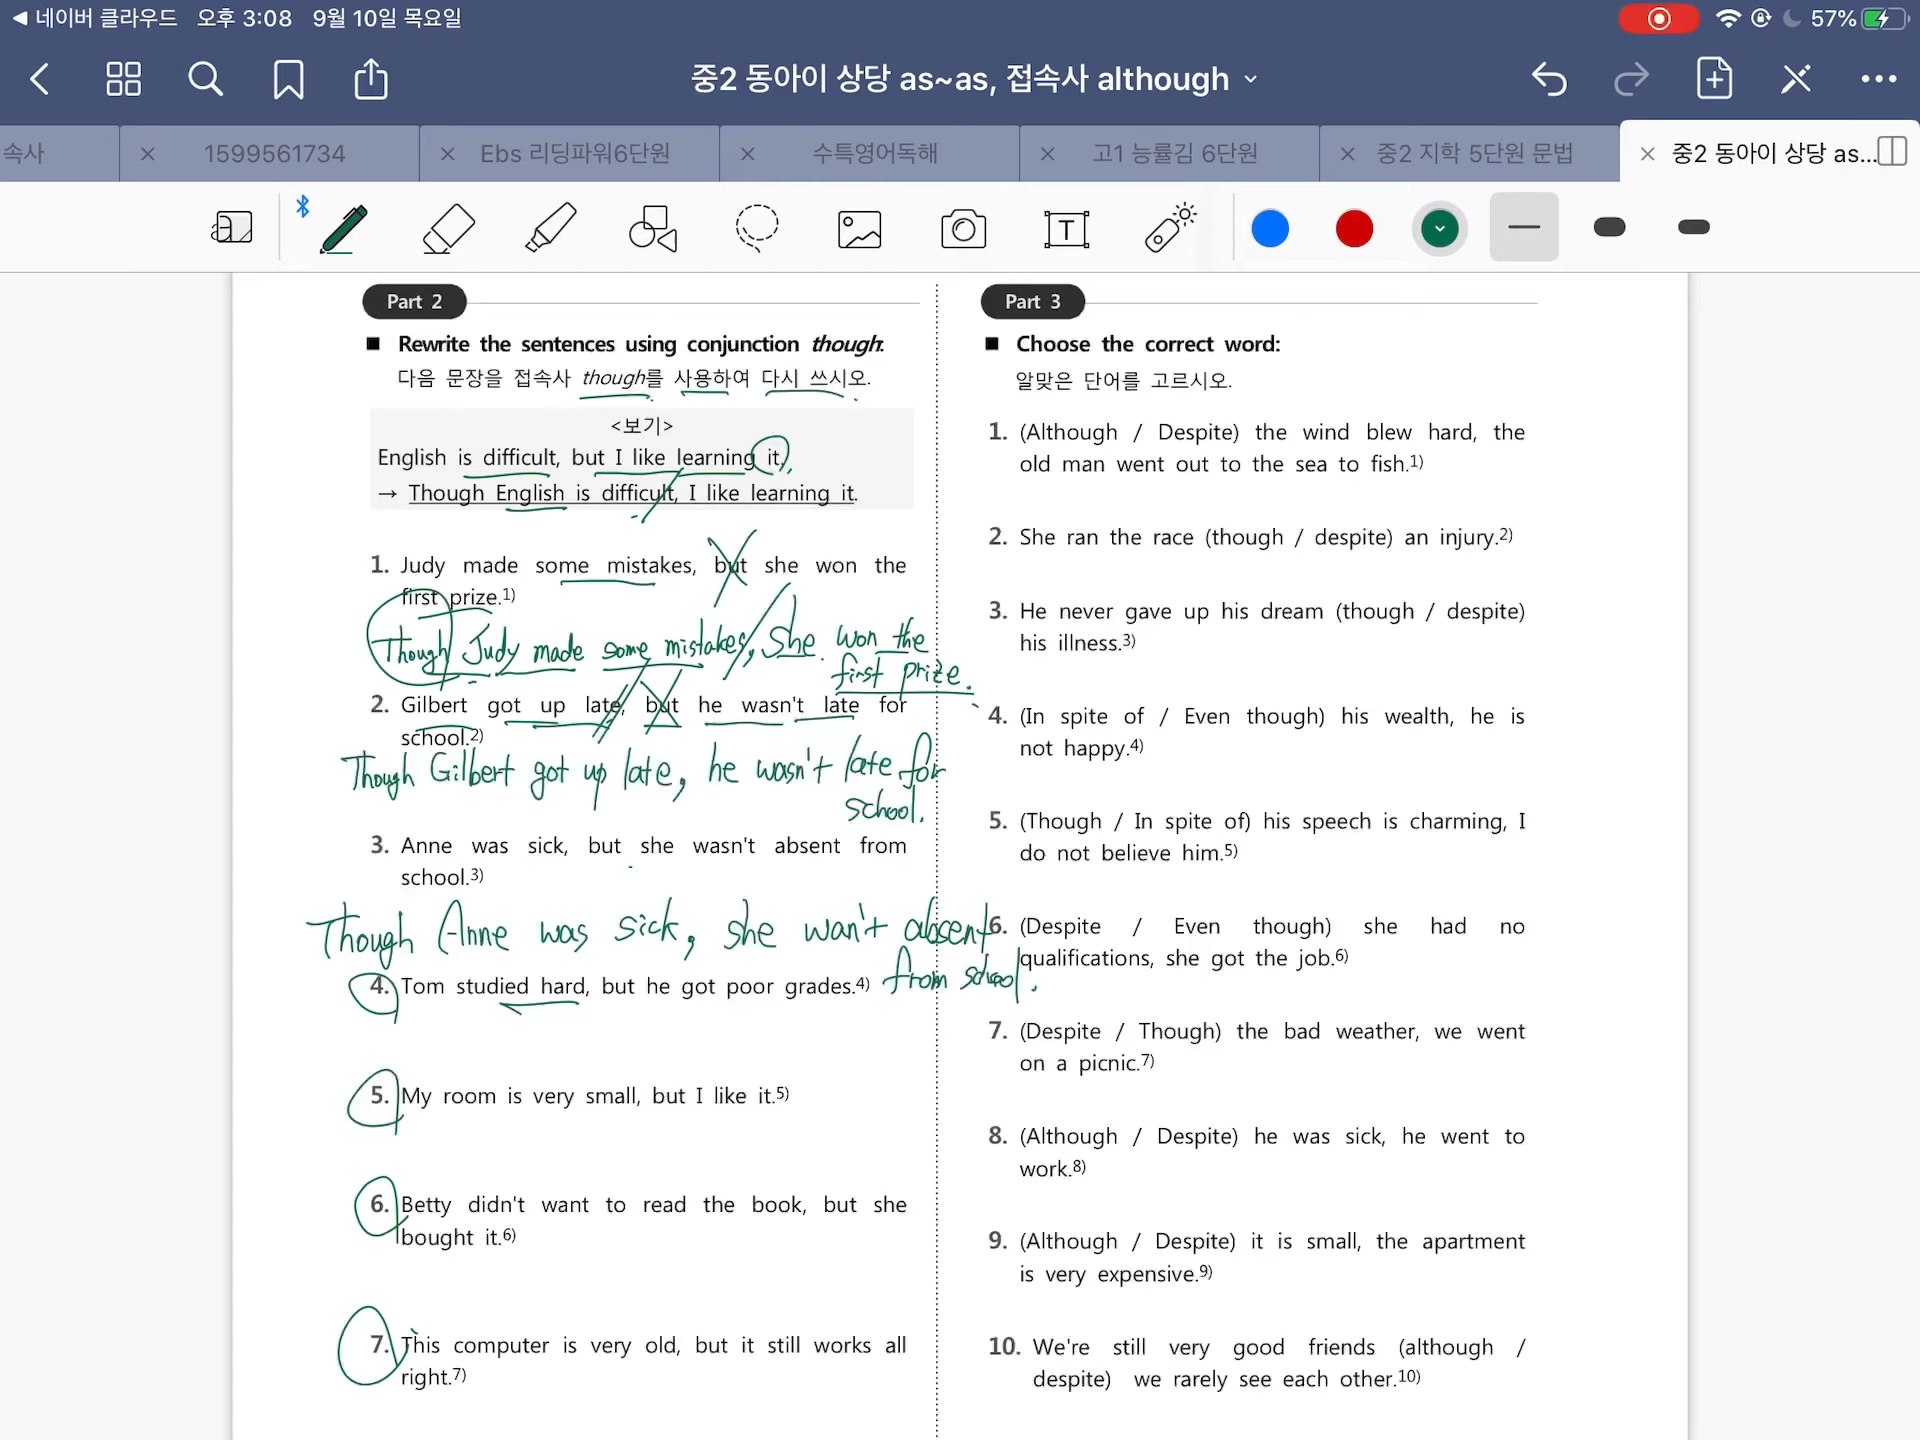 ◀ 네이버 클라우드 오후 3:08 9월 10일 목요일 57%
중2 동아이 상당 as~as, 접속사 although
속사 1599561734 Ebs 리딩파워6단원 수특영어독해 고1 능률김 6단원 중2 지학 5단원 문법 중2 동아이 상당 as...
Part 2
■ Rewrite the sentences using conjunction though:
다음 문장을 접속사 though를 사용하여 다시 쓰시오.
<보기>
English is difficult, but I like learning it.
→ Though English is difficult, I like learning it.
1. Judy made some mistakes, but she won the
first prize.1)
Though Judy made some mistakes, she won the
first prize.
2. Gilbert got up late, but he wasn't late for
school.2)
Though Gilbert got up late, he wasn't late for
school.
3. Anne was sick, but she wasn't absent from
school.3)
Though Anne was sick, she wan't absent
from school.
4. Tom studied hard, but he got poor grades.4)
5. My room is very small, but I like it.5)
6. Betty didn't want to read the book, but she
bought it.6)
7. This computer is very old, but it still works all
right.7)
Part 3
■ Choose the correct word:
알맞은 단어를 고르시오.
1. (Although / Despite) the wind blew hard, the
old man went out to the sea to fish.1)
2. She ran the race (though / despite) an injury.2)
3. He never gave up his dream (though / despite)
his illness.3)
4. (In spite of / Even though) his wealth, he is
not happy.4)
5. (Though / In spite of) his speech is charming, I
do not believe him.5)
6. (Despite / Even though) she had no
qualifications, she got the job.6)
7. (Despite / Though) the bad weather, we went
on a picnic.7)
8. (Although / Despite) he was sick, he went to
work.8)
9. (Although / Despite) it is small, the apartment
is very expensive.9)
10. We're still very good friends (although /
despite) we rarely see each other.10)